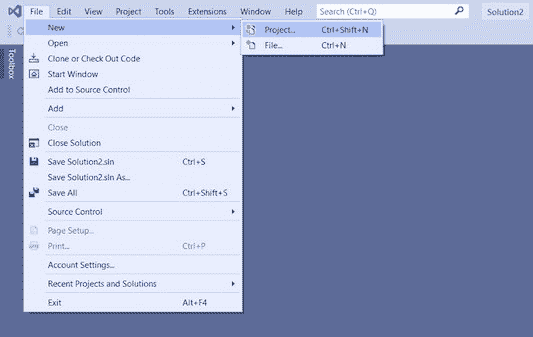 File Edit View Project Tools Extensions Window Help Search (Ctrl+Q) Solution2
New Project... Ctrl+Shift+N
Open File... Ctrl+N
Toolbox
Clone or Check Out Code
Start Window
Add to Source Control
Add
Close
Close Solution
Save Solution2.sln Ctrl+S
Save Solution2.sln As...
Save All Ctrl+Shift+S
Source Control
Page Setup...
Print... Ctrl+P
Account Settings...
Recent Projects and Solutions
Exit Alt+F4